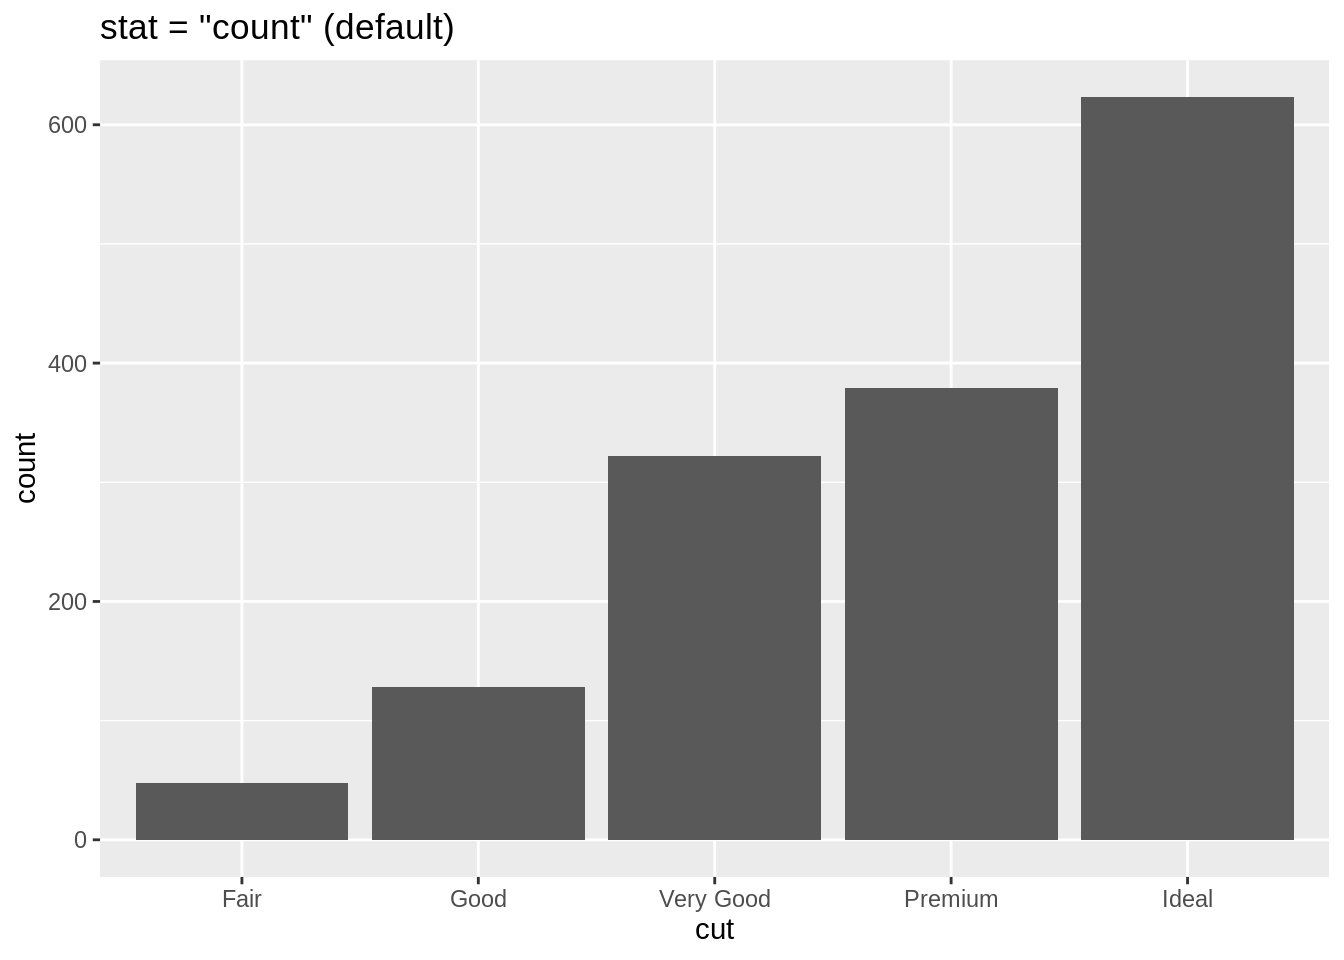 stat = "count" (default)
600
400
200
0
count
Fair Good Very Good Premium Ideal
cut